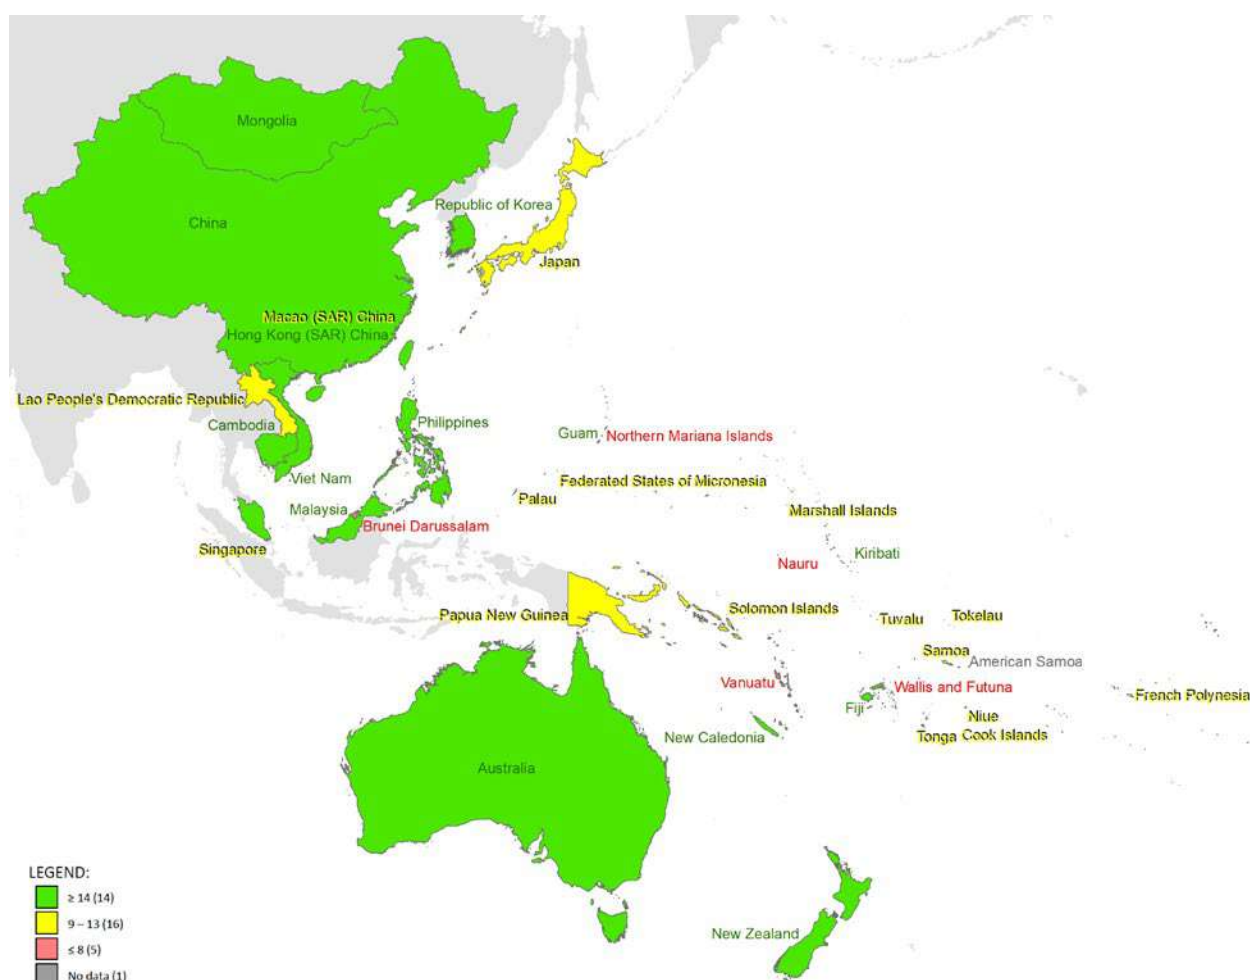 Mongolia
Republic of Korea
China
Japan
Macao (SAR) China
Hong Kong (SAR) China
Lao People's Democratic Republic
Cambodia
Philippines
Guam
Northern Mariana Islands
Viet Nam
Federated States of Micronesia
Palau
Malaysia
Marshall Islands
Brunei Darussalam
Singapore
Kiribati
Nauru
Papua New Guinea
Solomon Islands
Tuvalu
Tokelau
Samoa
American Samoa
Vanuatu
Wallis and Futuna
French Polynesia
Fiji
Niue
New Caledonia
Tonga
Cook Islands
Australia
New Zealand
LEGEND:
≥ 14 (14)
9 – 13 (16)
≤ 8 (5)
No data (1)